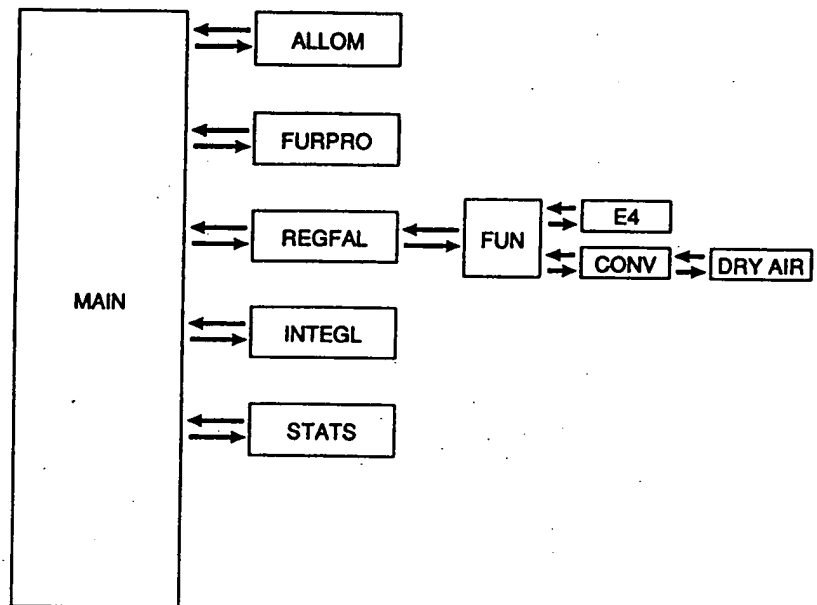 ALLOM
FURPRO
REGFAL
FUN
E4
CONV
DRY AIR
MAIN
INTEGL
STATS